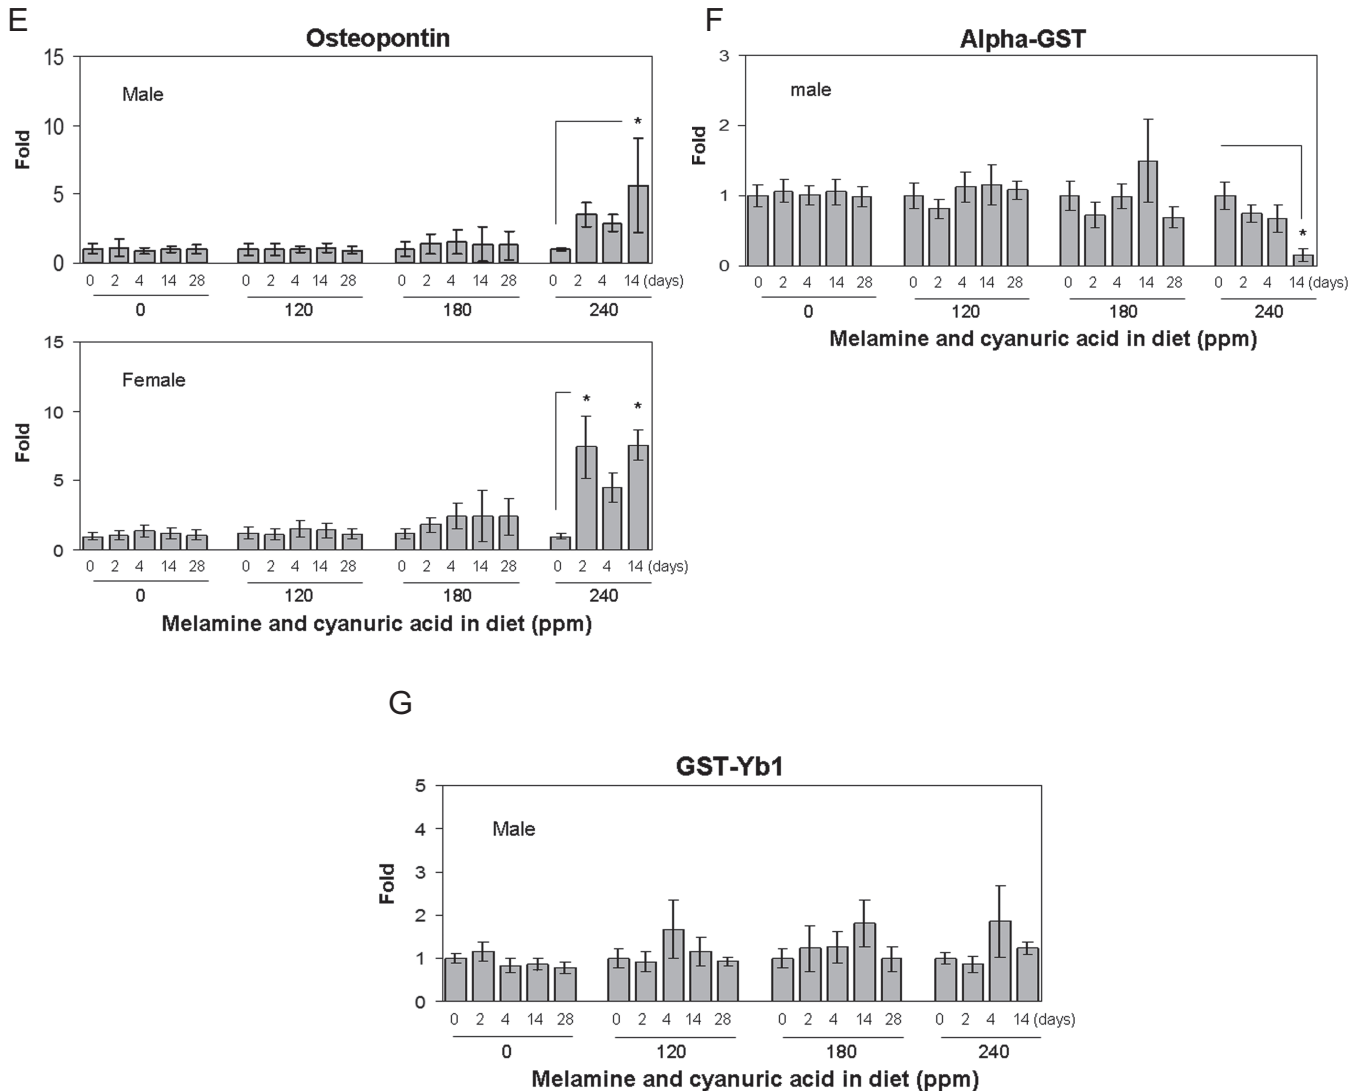 E
Osteopontin
15
10
5
0
Fold
Male
*
0 2 4 14 28 0 2 4 14 28 0 2 4 14 28 0 2 4 14 (days)
0 120 180 240
15
10
5
0
Fold
Female
* *
0 2 4 14 28 0 2 4 14 28 0 2 4 14 28 0 2 4 14 (days)
0 120 180 240
Melamine and cyanuric acid in diet (ppm)
F
Alpha-GST
3
2
1
0
Fold
male
*
0 2 4 14 28 0 2 4 14 28 0 2 4 14 28 0 2 4 14 (days)
0 120 180 240
Melamine and cyanuric acid in diet (ppm)
G
GST-Yb1
5
4
3
2
1
0
Fold
Male
0 2 4 14 28 0 2 4 14 28 0 2 4 14 28 0 2 4 14 (days)
0 120 180 240
Melamine and cyanuric acid in diet (ppm)